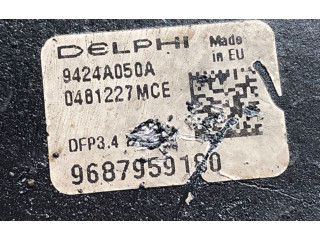 DELPHI Made
in EU
9424A050A
0481227MCE
DFP3.4
9687959180